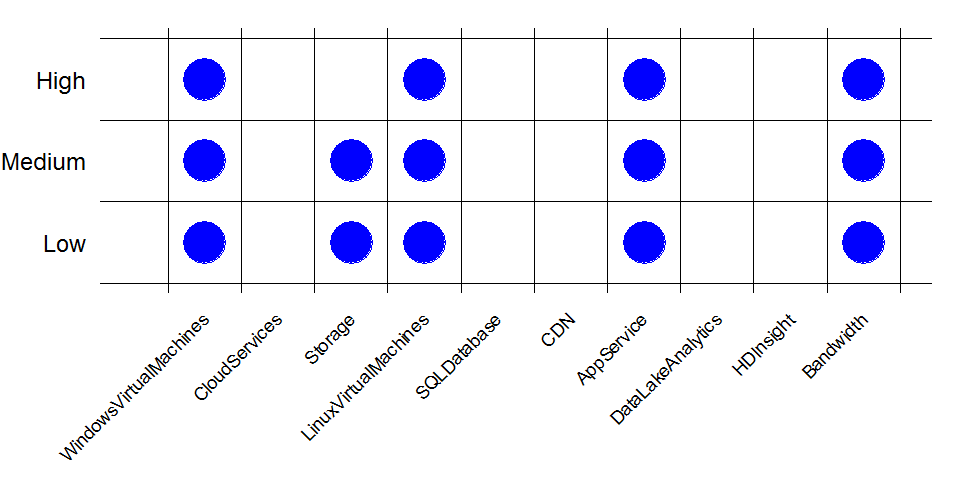 High
Medium
Low
WindowsVirtualMachines
CloudServices
Storage
LinuxVirtualMachines
SQLDatabase
CDN
AppService
DataLakeAnalytics
HDInsight
Bandwidth